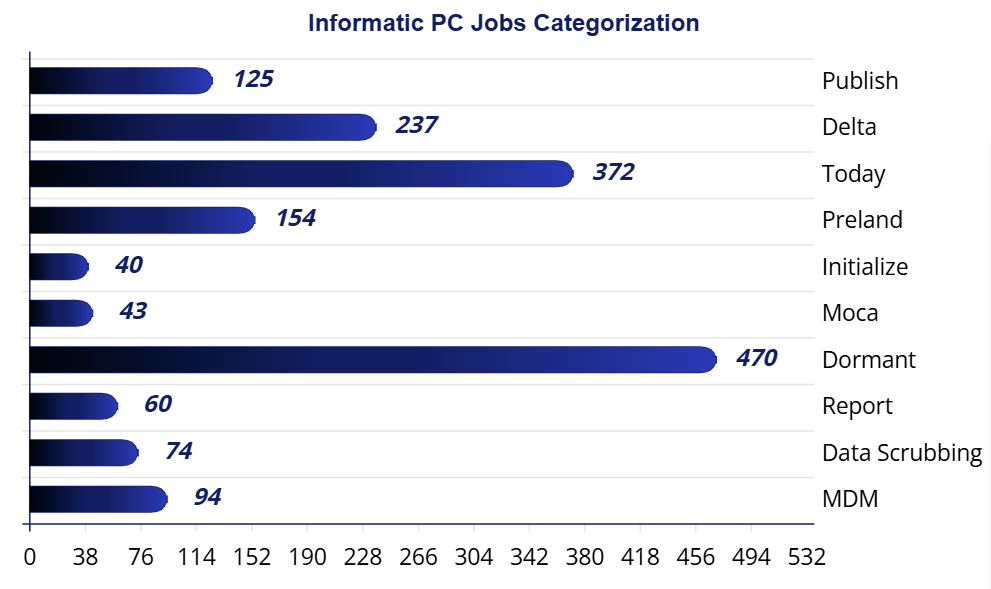 Informatic PC Jobs Categorization
125 Publish
237 Delta
372 Today
154 Preland
40 Initialize
43 Moca
470 Dormant
60 Report
74 Data Scrubbing
94 MDM
0 38 76 114 152 190 228 266 304 342 380 418 456 494 532